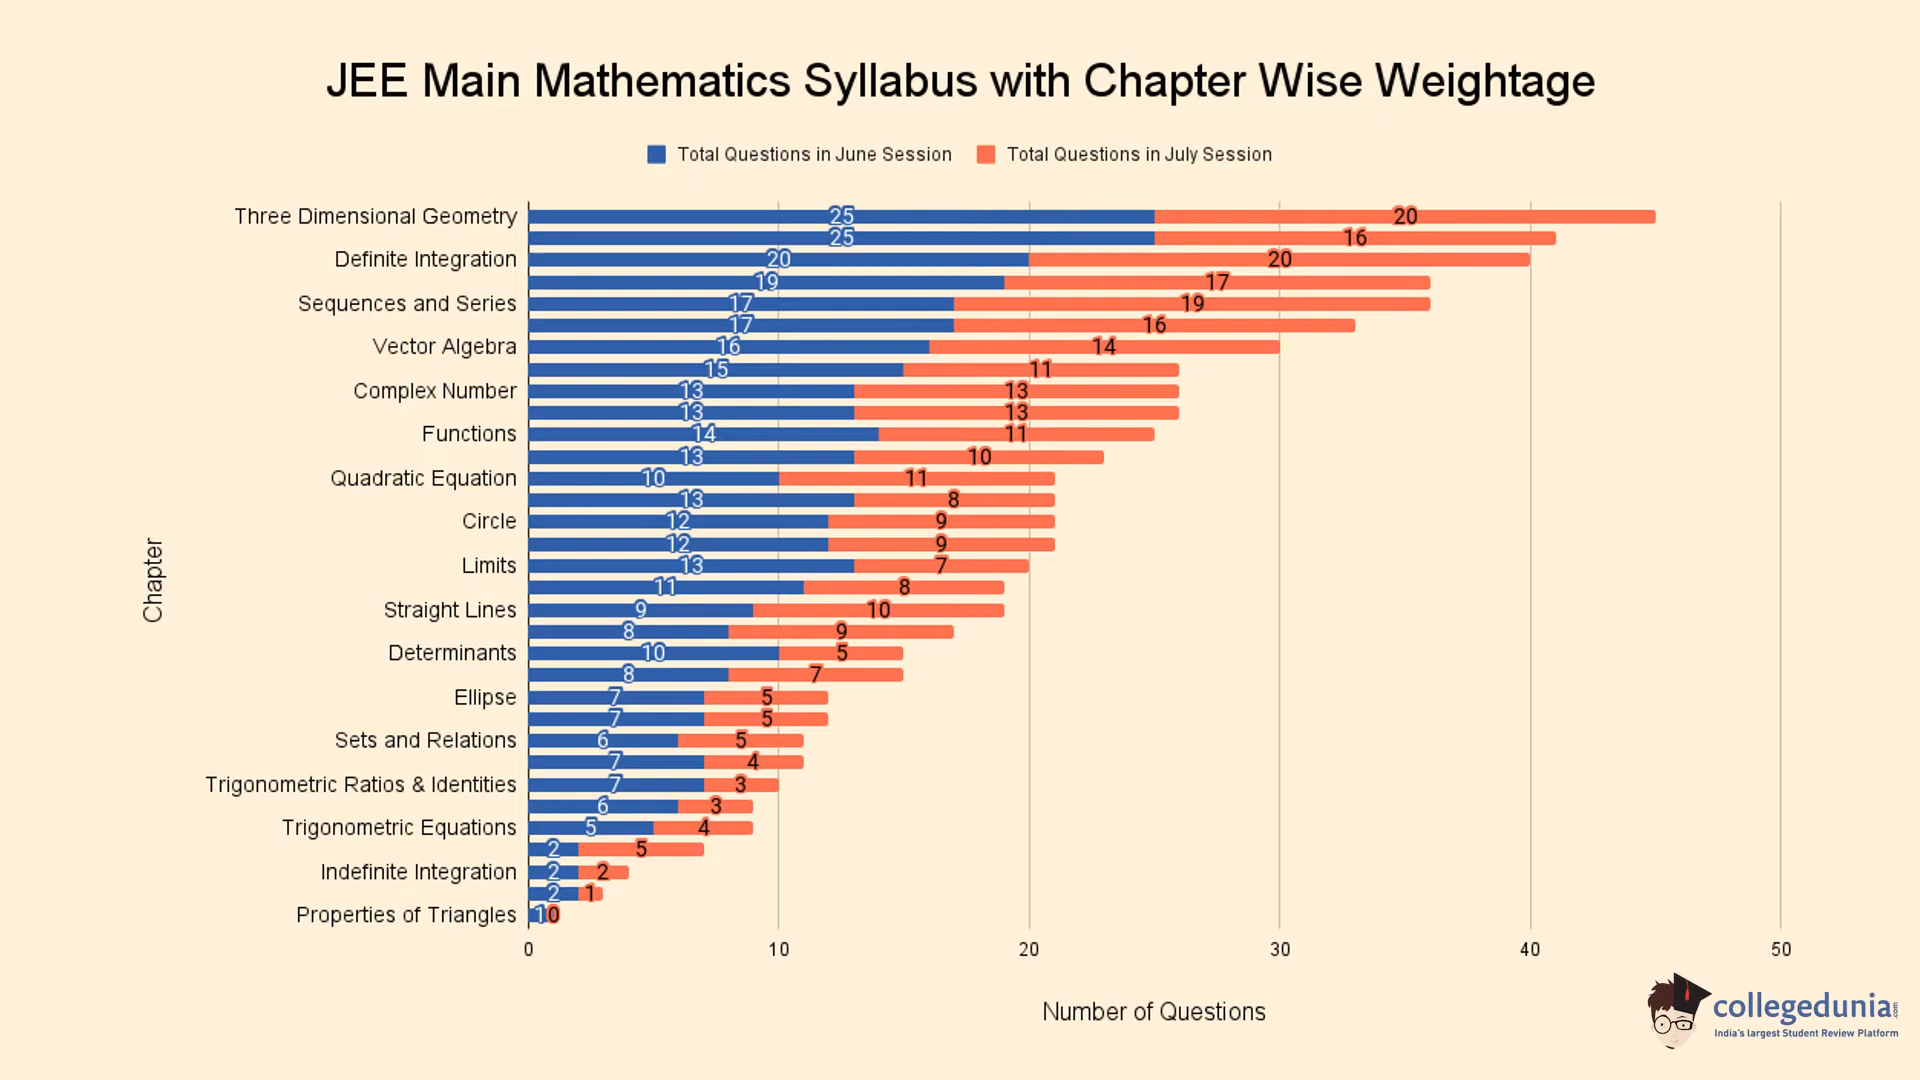 JEE Main Mathematics Syllabus with Chapter Wise Weightage
Total Questions in June Session Total Questions in July Session
Three Dimensional Geometry 25 20
25 16
Definite Integration 20 20
19 17
Sequences and Series 17 19
17 16
Vector Algebra 16 14
15 11
Complex Number 13 13
13 13
Functions 14 11
13 10
Quadratic Equation 10 11
13 8
Circle 12 9
12 9
Limits 13 7
11 8
Straight Lines 9 10
8 9
Determinants 10 5
8 7
Ellipse 7 5
7 5
Sets and Relations 6 5
7 4
Trigonometric Ratios & Identities 7 3
6 3
Trigonometric Equations 5 4
2 5
Indefinite Integration 2 2
2 1
Properties of Triangles 1 0
Chapter
0 10 20 30 40 50
Number of Questions
collegedunia.com
India's largest Student Review Platform